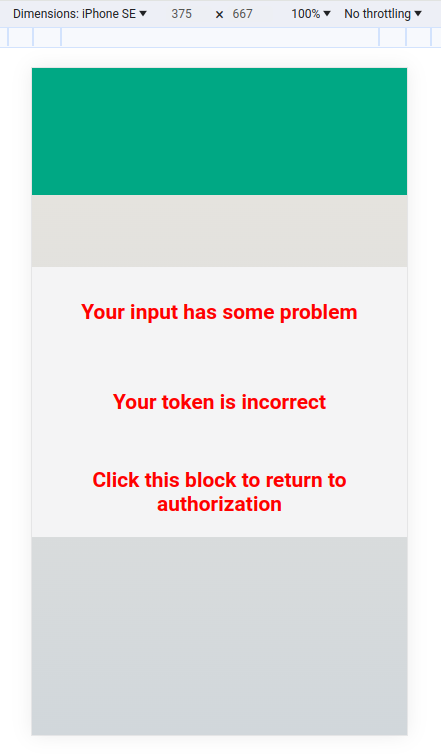 Dimensions: iPhone SE 375 × 667 100% No throttling
Your input has some problem
Your token is incorrect
Click this block to return to
authorization